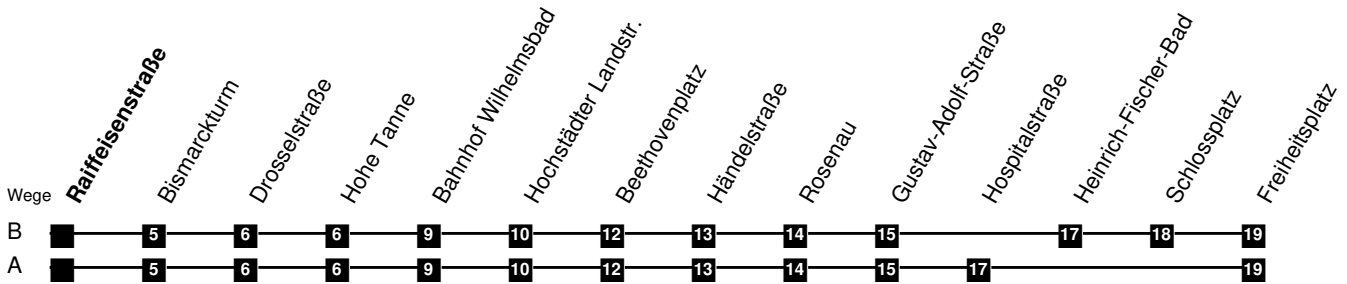 Raiffeisenstraße
Bismarckturm
Drosselstraße
Hohe Tanne
Bahnhof Wilhelmsbad
Hochstädter Landstr.
Beethovenplatz
Händelstraße
Rosenau
Gustav-Adolf-Straße
Hospitalstraße
Heinrich-Fischer-Bad
Schlossplatz
Freiheitsplatz
Wege
B 5 6 6 9 10 12 13 14 15 17 18 19
A 5 6 6 9 10 12 13 14 15 17 19